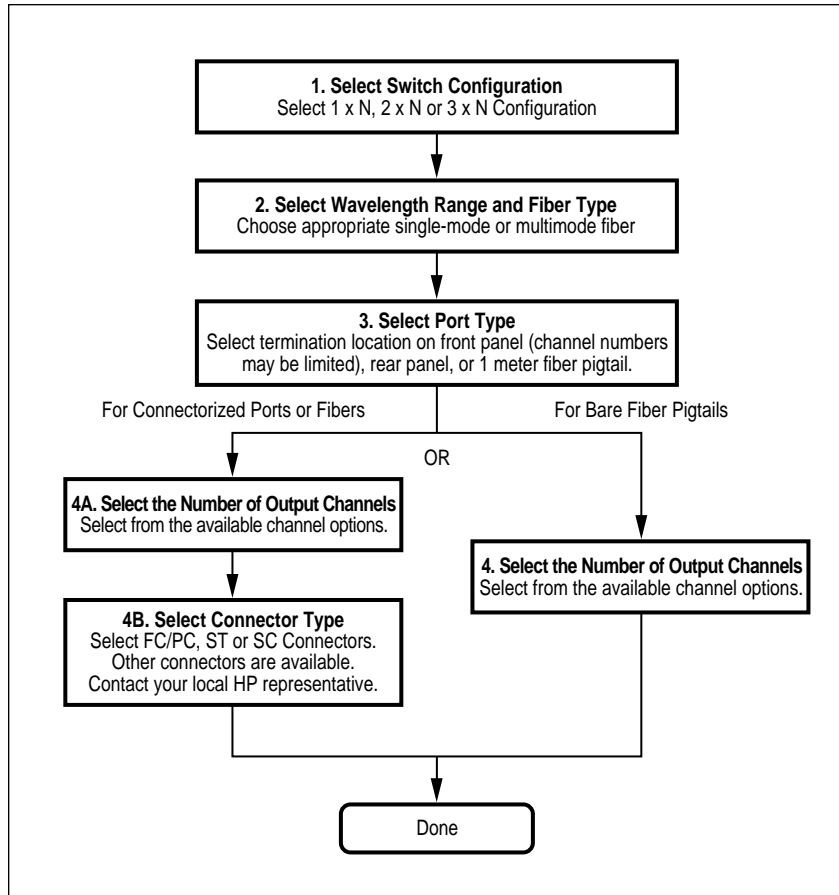 1. Select Switch Configuration
Select 1 x N, 2 x N or 3 x N Configuration
2. Select Wavelength Range and Fiber Type
Choose appropriate single-mode or multimode fiber
3. Select Port Type
Select termination location on front panel (channel numbers
may be limited), rear panel, or 1 meter fiber pigtail.
For Connectorized Ports or Fibers
For Bare Fiber Pigtails
OR
4A. Select the Number of Output Channels
Select from the available channel options.
4B. Select Connector Type
Select FC/PC, ST or SC Connectors.
Other connectors are available.
Contact your local HP representative.
4. Select the Number of Output Channels
Select from the available channel options.
Done